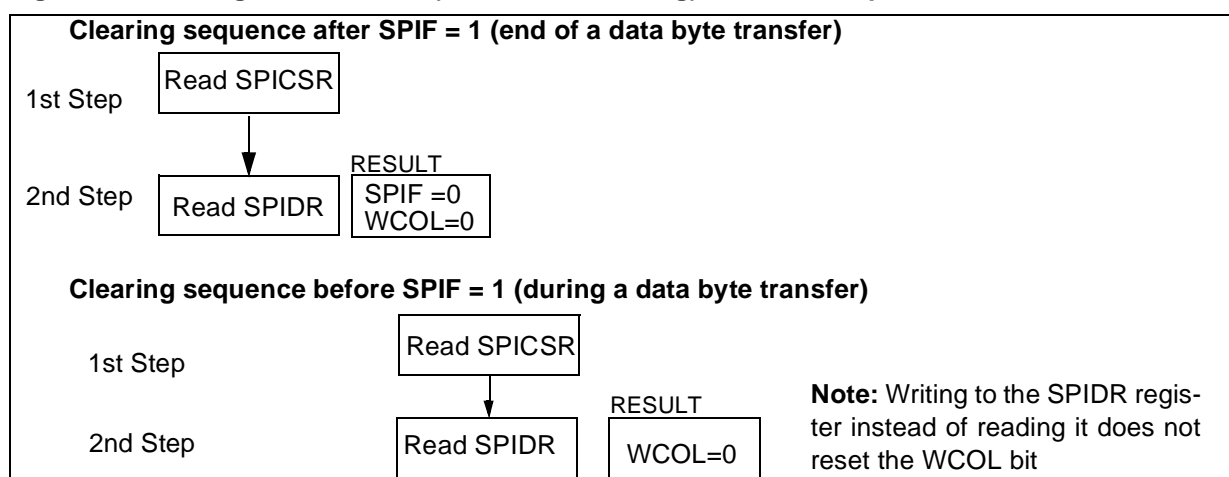 Clearing sequence after SPIF = 1 (end of a data byte transfer)
1st Step
Read SPICSR
RESULT
2nd Step
Read SPIDR
SPIF =0
WCOL=0
Clearing sequence before SPIF = 1 (during a data byte transfer)
1st Step
Read SPICSR
RESULT
2nd Step
Read SPIDR
WCOL=0
Note: Writing to the SPIDR regis-
ter instead of reading it does not
reset the WCOL bit